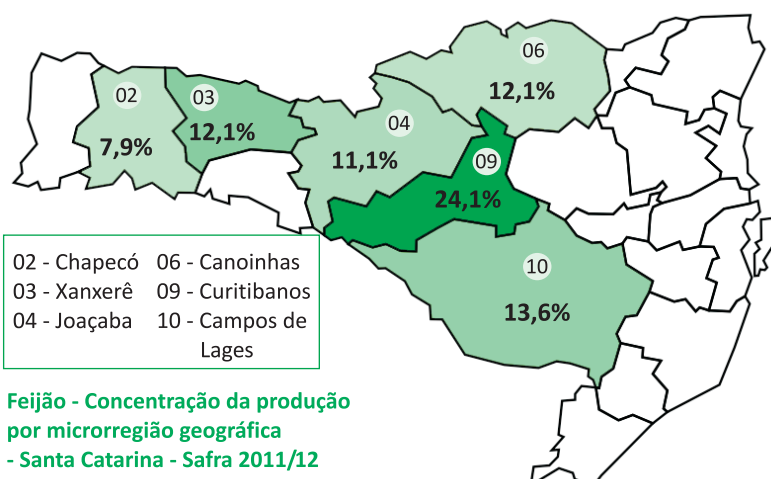 06
12,1%
02
7,9%
03
12,1%
04
11,1%
09
24,1%
10
13,6%
02 - Chapecó 06 - Canoinhas
03 - Xanxerê 09 - Curitibanos
04 - Joaçaba 10 - Campos de
Lages
Feijão - Concentração da produção
por microrregião geográfica
- Santa Catarina - Safra 2011/12